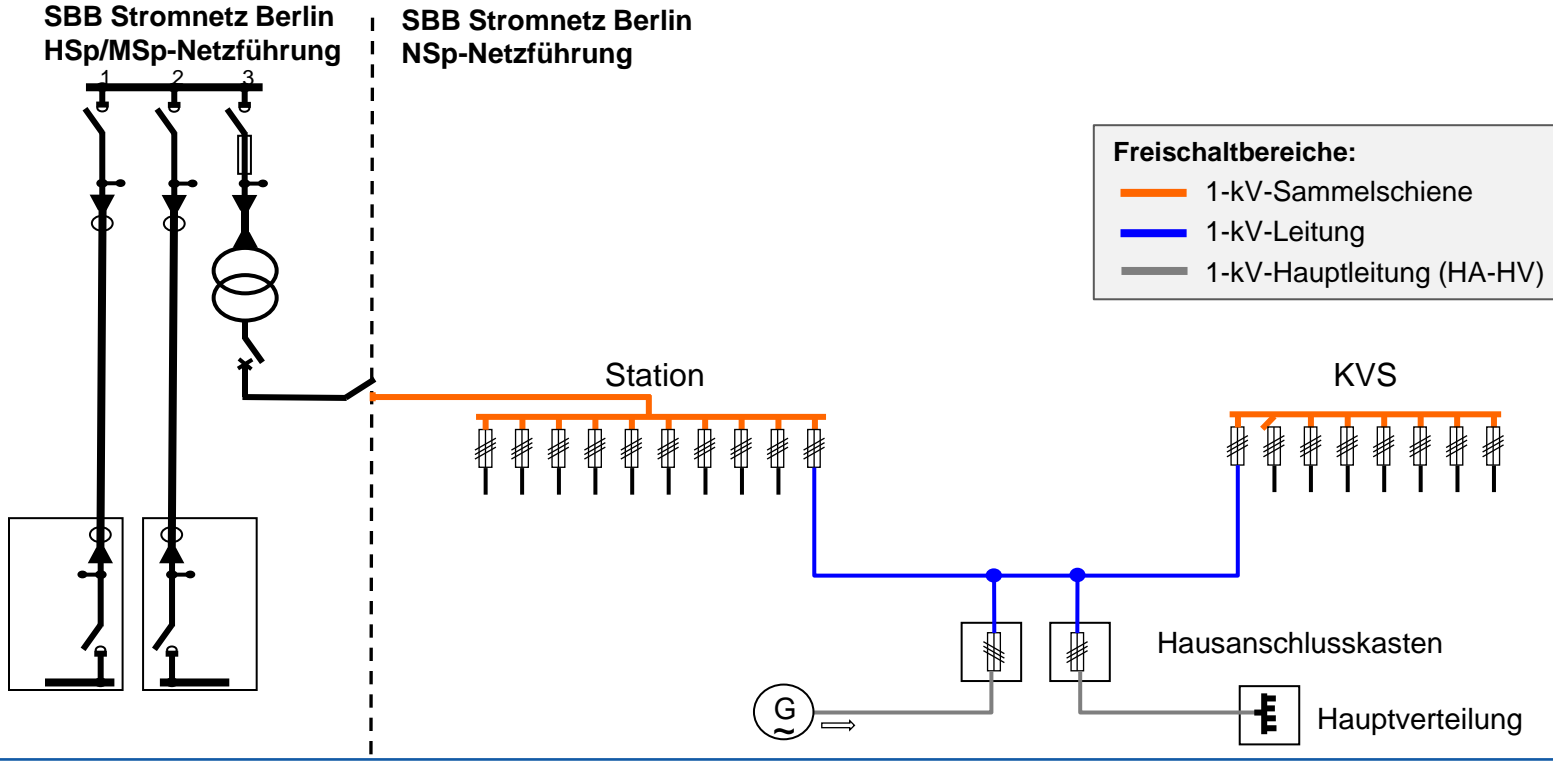 SBB Stromnetz Berlin
HSp/MSp-Netzführung
SBB Stromnetz Berlin
NSp-Netzführung
1 2 3
Freischaltbereiche:
1-kV-Sammelschiene
1-kV-Leitung
1-kV-Hauptleitung (HA-HV)
Station
KVS
Hausanschlusskasten
G
~
Hauptverteilung